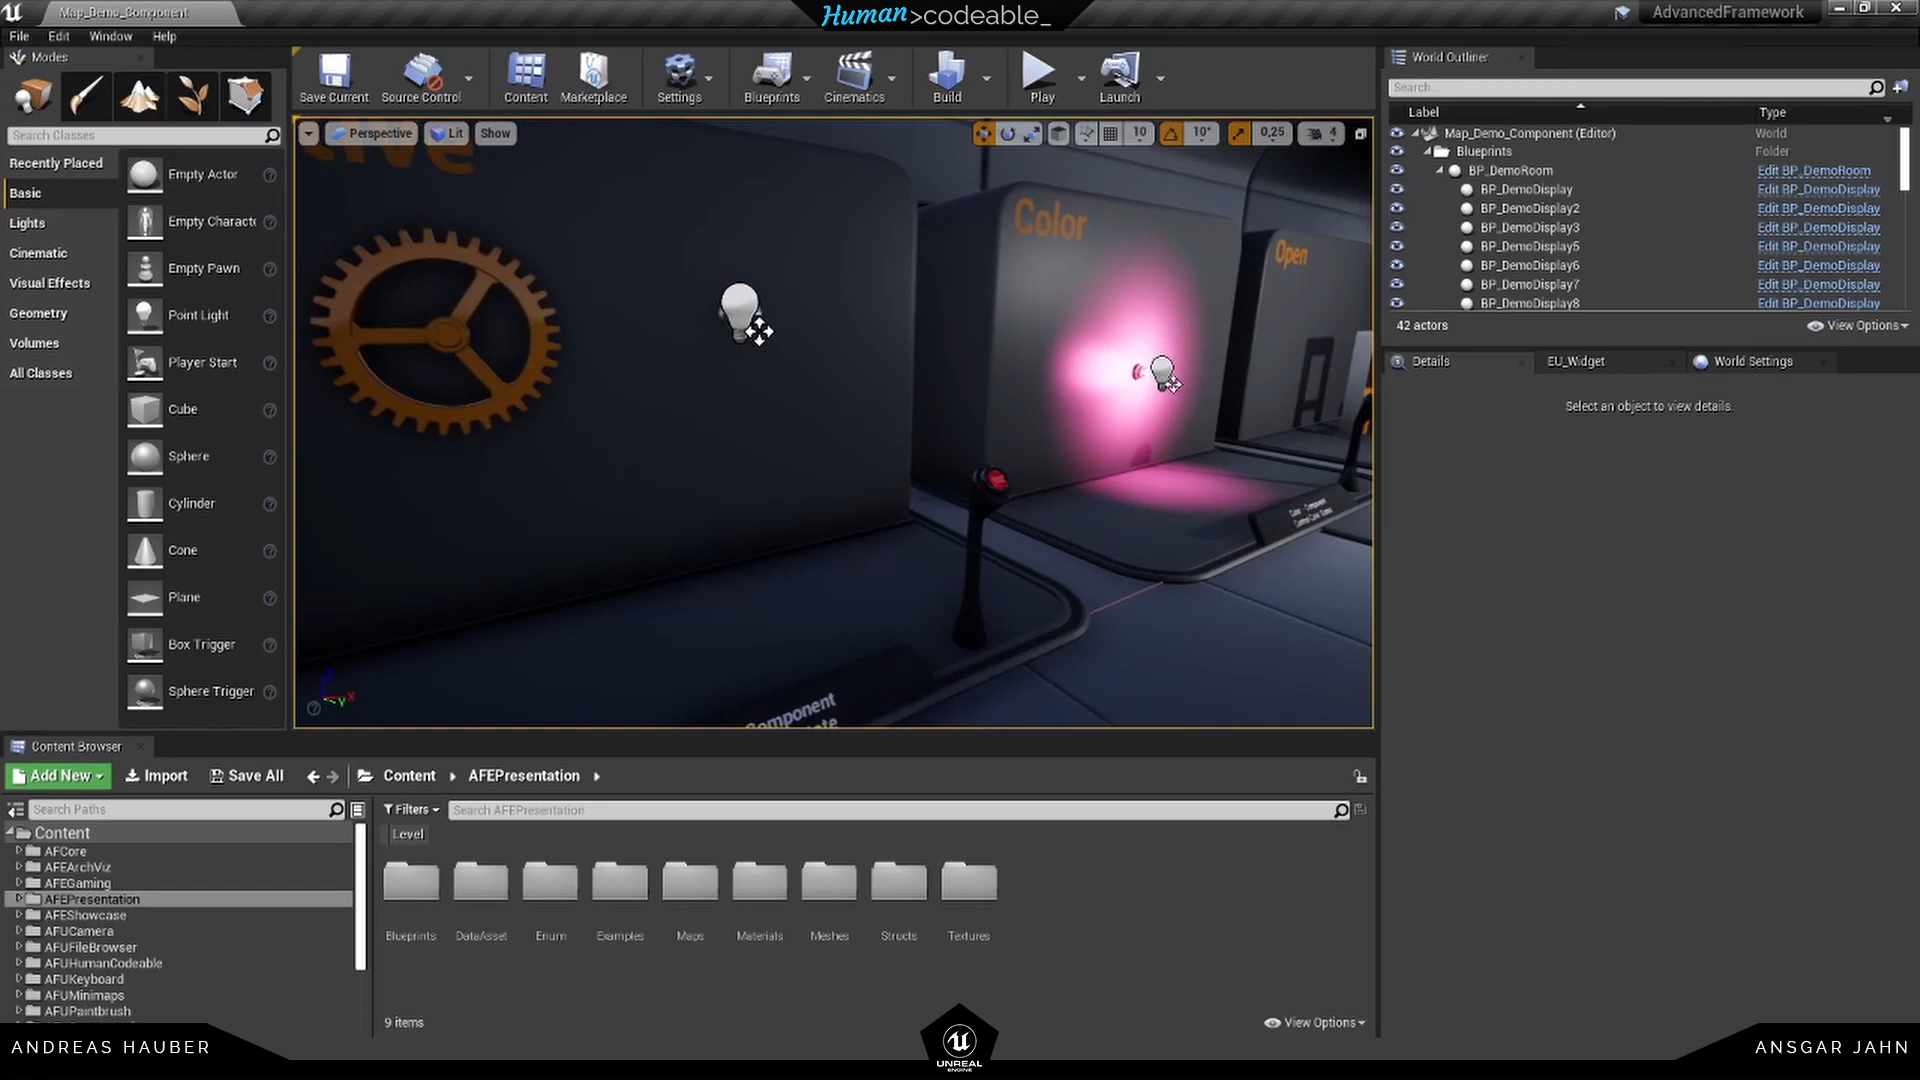 Map_Demo_Component
Human>codeable_
AdvancedFramework
File Edit Window Help
Modes
Save Current
Source Control
Content
Marketplace
Settings
Blueprints
Cinematics
Build
Play
Launch
Search Classes
Recently Placed
Basic
Lights
Cinematic
Visual Effects
Geometry
Volumes
All Classes
Empty Actor
Empty Charactε
Empty Pawn
Point Light
Player Start
Cube
Sphere
Cylinder
Cone
Plane
Box Trigger
Sphere Trigger
Perspective
Lit
Show
10
10°
0,25
4
Color
Open
Color - Component
Component
World Outliner
Search...
Label Type
Map_Demo_Component (Editor) World
Blueprints Folder
BP_DemoRoom Edit BP_DemoRoom
BP_DemoDisplay Edit BP_DemoDisplay
BP_DemoDisplay2 Edit BP_DemoDisplay
BP_DemoDisplay3 Edit BP_DemoDisplay
BP_DemoDisplay5 Edit BP_DemoDisplay
BP_DemoDisplay6 Edit BP_DemoDisplay
BP_DemoDisplay7 Edit BP_DemoDisplay
BP_DemoDisplay8 Edit BP_DemoDisplay
42 actors
View Options
Details
EU_Widget
World Settings
Select an object to view details.
Content Browser
Add New
Import
Save All
Content
AFEPresentation
Search Paths
Content
AFCore
AFEArchViz
AFEGaming
AFEPresentation
AFEShowcase
AFUCamera
AFUFileBrowser
AFUHumanCodeable
AFUKeyboard
AFUMinimaps
AFUPaintbrush
Filters
Search AFEPresentation
Level
Blueprints
DataAsset
Enum
Examples
Maps
Materials
Meshes
Structs
Textures
9 items
View Options
ANDREAS HAUBER
UNREAL
ENGINE
ANSGAR JAHN